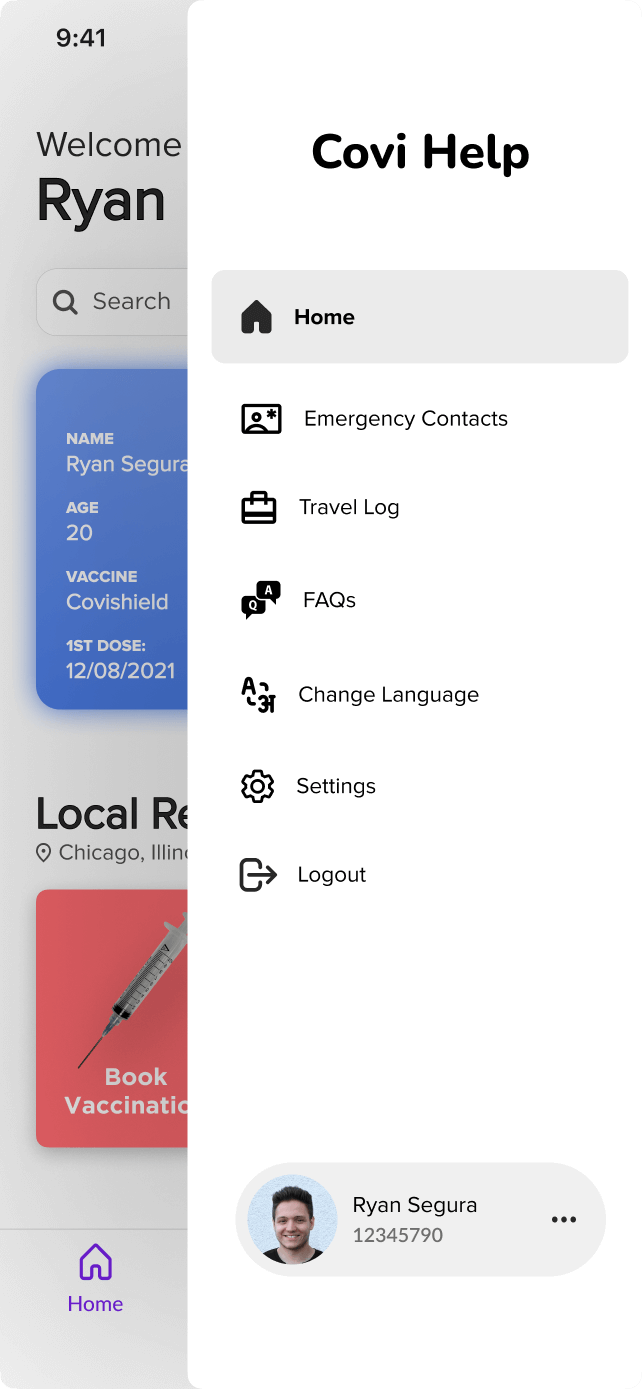 9:41
Welcome
Ryan
Search
NAME
Ryan Segura
AGE
20
VACCINE
Covishield
1ST DOSE:
12/08/2021
Local Re
Chicago, Illino
Book
Vaccinatio
Home
Covi Help
Home
Emergency Contacts
Travel Log
FAQs
Change Language
Settings
Logout
Ryan Segura
12345790